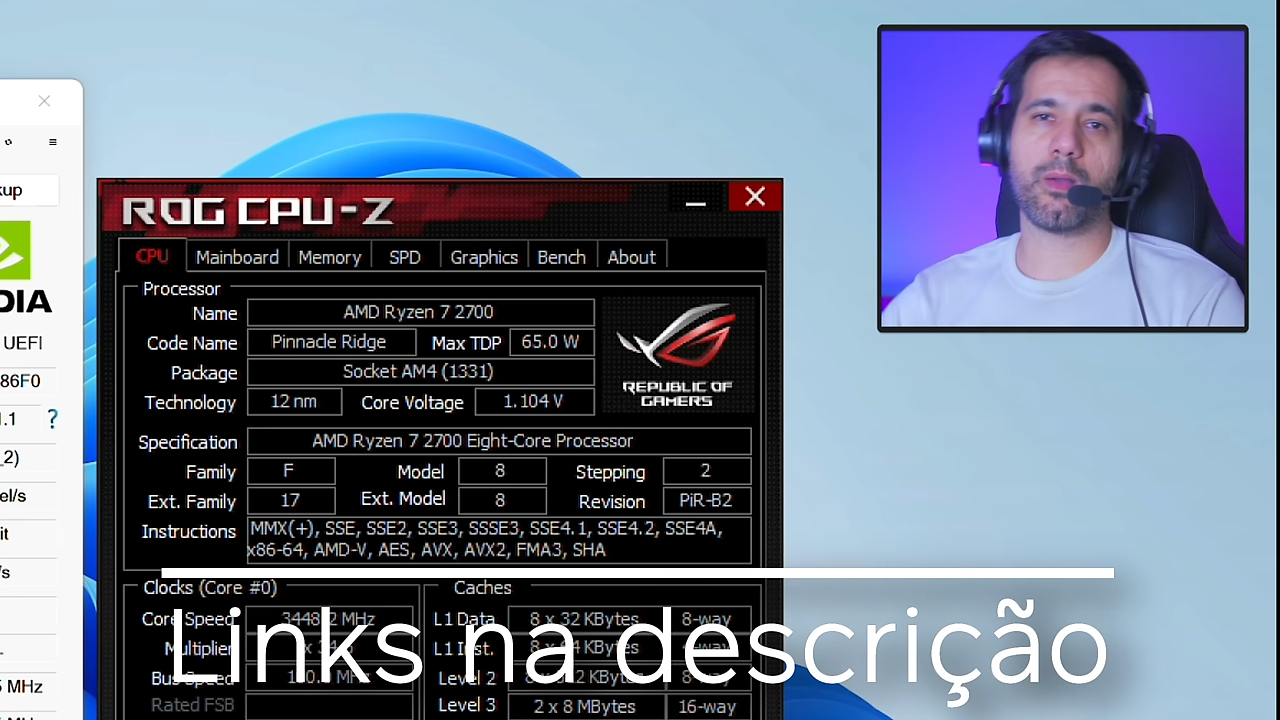 kup
DIA
UEFI
86F0
?
_2)
el/s
it
/s
MHz
ROG CPU-Z
CPU Mainboard Memory SPD Graphics Bench About
Processor
Name AMD Ryzen 7 2700
Code Name Pinnacle Ridge Max TDP 65.0 W
Package Socket AM4 (1331)
Technology 12 nm Core Voltage 1.104 V
REPUBLIC OF
GAMERS
Specification AMD Ryzen 7 2700 Eight-Core Processor
Family F Model 8 Stepping 2
Ext. Family 17 Ext. Model 8 Revision PiR-B2
Instructions MMX(+), SSE, SSE2, SSE3, SSSE3, SSE4.1, SSE4.2, SSE4A,
x86-64, AMD-V, AES, AVX, AVX2, FMA3, SHA
Clocks (Core #0) Caches
Core Speed MHz L1 Data 8 x 32 KBytes 8-way
Multiplier L1 Inst.
Bus Speed Level 2
Rated FSB Level 3 2 x 8 MBytes 16-way
Links na descrição